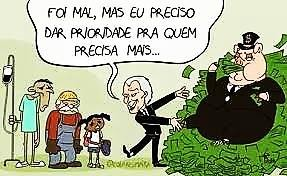 FOI MAL, MAS EU PRECISO
DAR PRIORIDADE PRA QUEM
PRECISA MAIS...
$